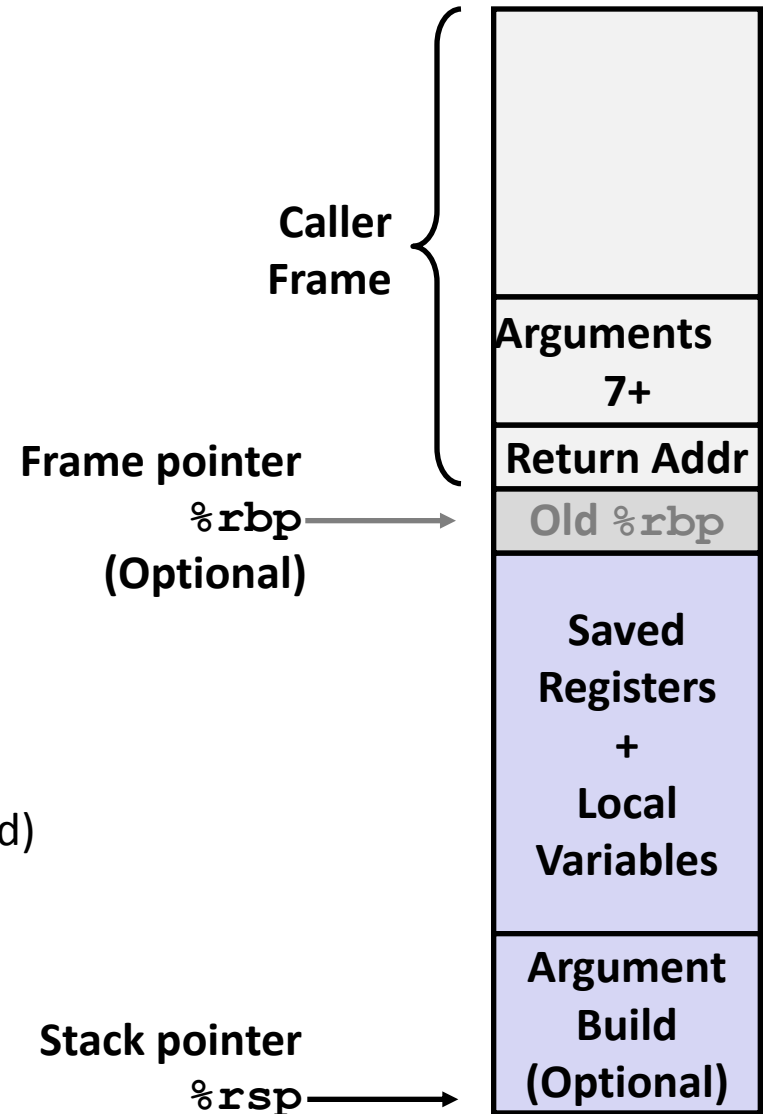 Caller
Frame
Arguments
7+
Return Addr
Frame pointer
%rbp
(Optional)
Old %rbp
Saved
Registers
+
Local
Variables
d)
Argument
Build
(Optional)
Stack pointer
%rsp